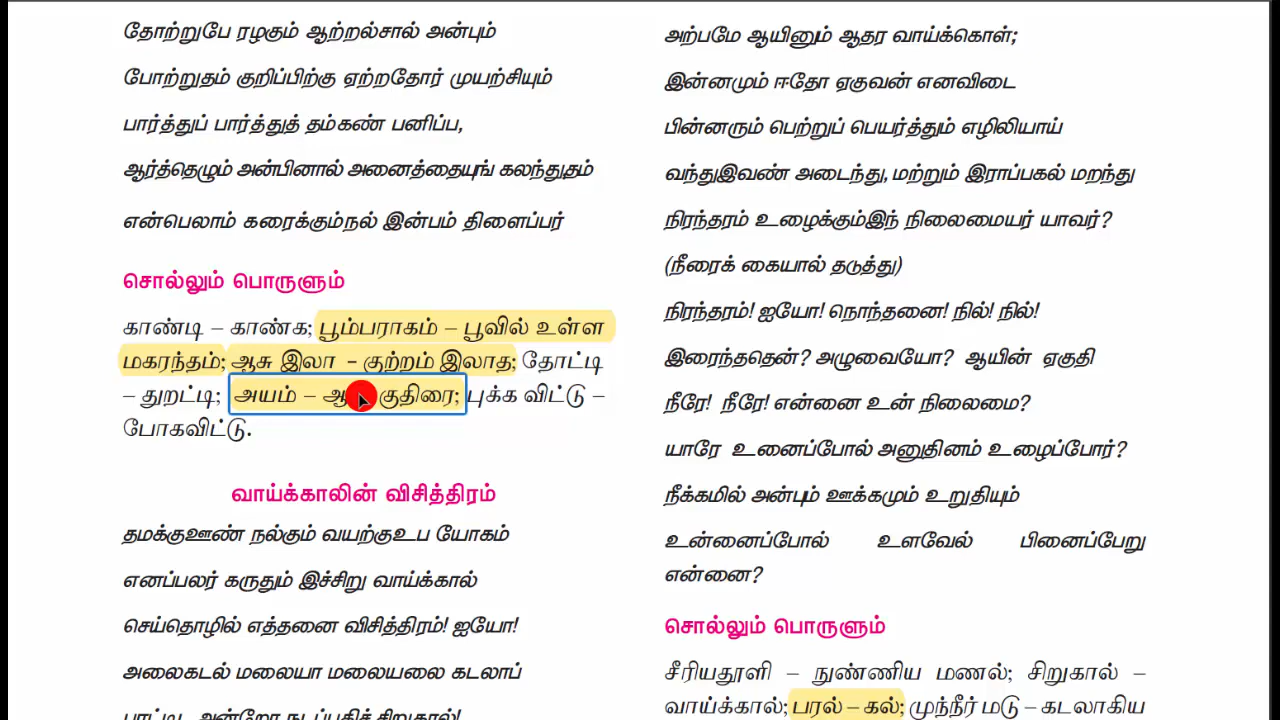 தோற்றுபே ரழகும் ஆற்றல்சால் அன்பும்
போற்றுதம் குறிப்பிற்கு ஏற்றதோர் முயற்சியும்
பார்த்துப் பார்த்துத் தம்கண் பனிப்ப,
ஆர்த்தெழும் அன்பினால் அனைத்தையுங் கலந்துதம்
என்பெலாம் கரைக்கும்நல் இன்பம் திளைப்பர்
சொல்லும் பொருளும்
காண்டி – காண்க; பூம்பராகம் – பூவில் உள்ள
மகரந்தம்; ஆசு இலா - குற்றம் இலாத; தோட்டி
– துறட்டி; அயம் – குதிரை; புக்க விட்டு –
போகவிட்டு.
வாய்க்காலின் விசித்திரம்
தமக்குஊண் நல்கும் வயற்குஉப யோகம்
எனப்பலர் கருதும் இச்சிறு வாய்க்கால்
செய்தொழில் எத்தனை விசித்திரம்! ஐயோ!
அலைகடல் மலையா மலையலை கடலாப்
அற்பமே ஆயினும் ஆதர வாய்க்கொள்;
இன்னமும் ஈதோ ஏகுவன் எனவிடை
பின்னரும் பெற்றுப் பெயர்த்தும் எழிலியாய்
வந்துஇவண் அடைந்து, மற்றும் இராப்பகல் மறந்து
நிரந்தரம் உழைக்கும்இந் நிலைமையர் யாவர்?
(நீரைக் கையால் தடுத்து)
நிரந்தரம்! ஐயோ! நொந்தனை! நில்! நில்!
இரைந்ததென்? அழுவையோ? ஆயின் ஏகுதி
நீரே! நீரே! என்னை உன் நிலைமை?
யாரே உனைப்போல் அனுதினம் உழைப்போர்?
நீக்கமில் அன்பும் ஊக்கமும் உறுதியும்
உன்னைப்போல் உளவேல் பினைப்பேறு
என்னை?
சொல்லும் பொருளும்
சீரியதூளி – நுண்ணிய மணல்; சிறுகால் –
வாய்க்கால்; பரல் – கல்; முந்நீர் மடு – கடலாகிய